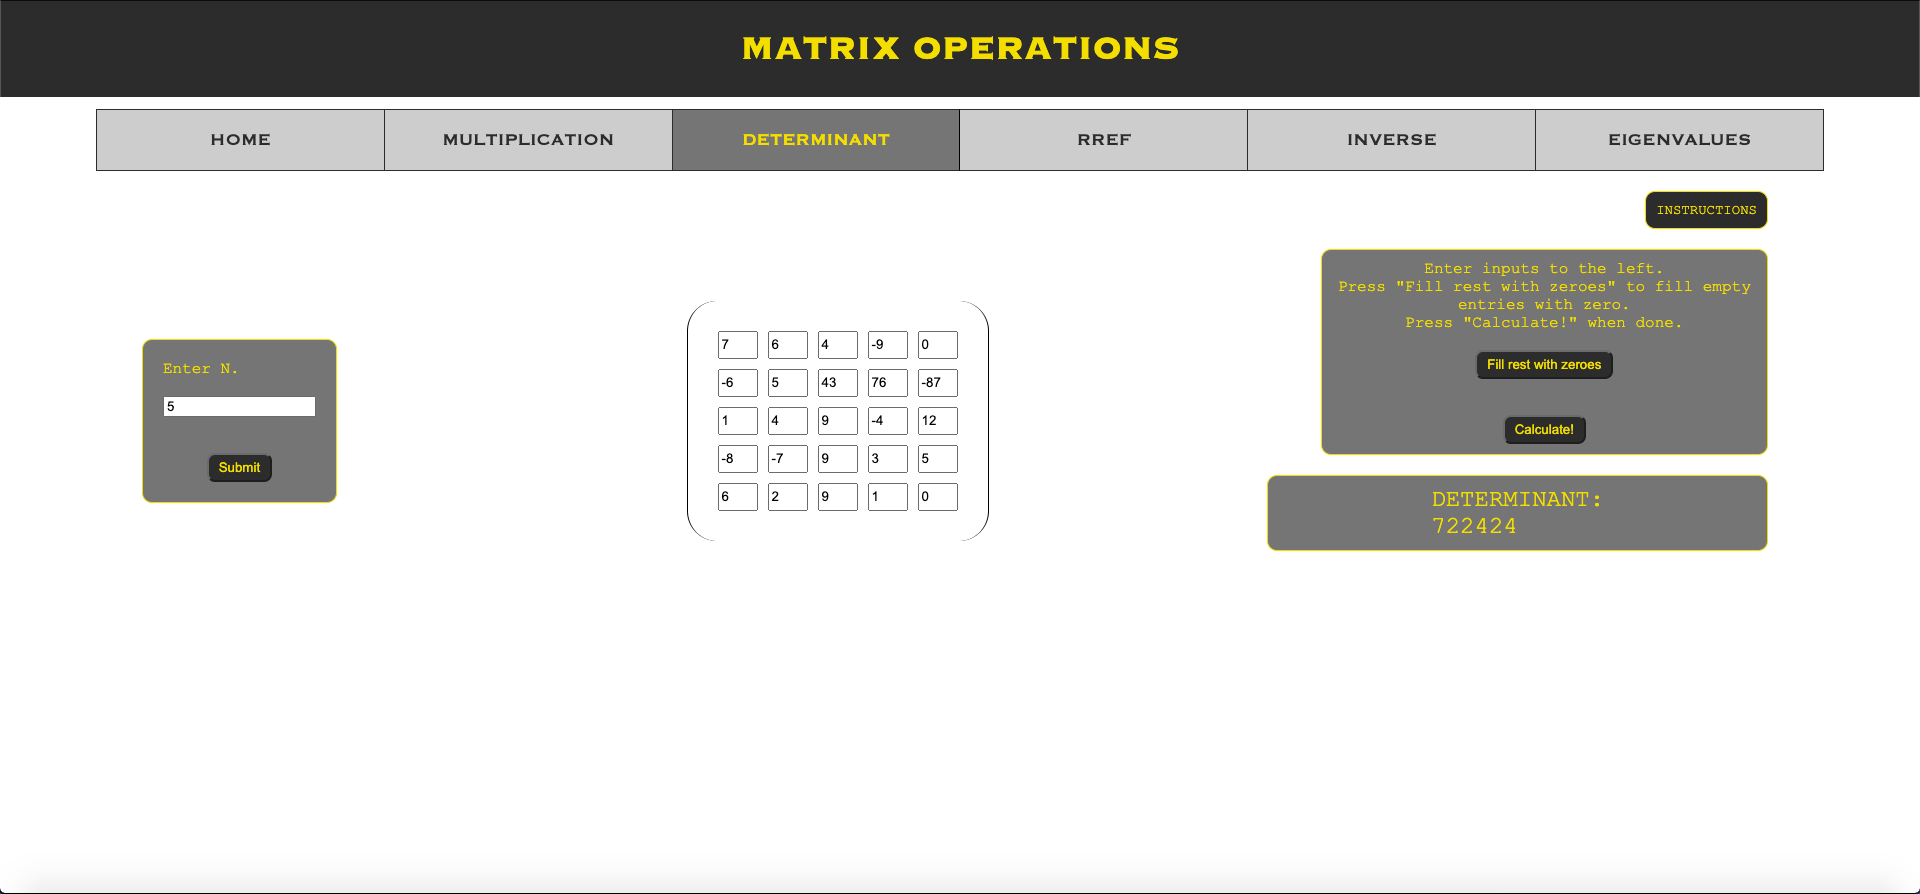 MATRIX OPERATIONS
HOME MULTIPLICATION DETERMINANT RREF INVERSE EIGENVALUES
INSTRUCTIONS
Enter inputs to the left.
Press "Fill rest with zeroes" to fill empty
entries with zero.
Press "Calculate!" when done.
Fill rest with zeroes
Calculate!
Enter N.
5
Submit
7 6 4 -9 0
-6 5 43 76 -87
1 4 9 -4 12
-8 -7 9 3 5
6 2 9 1 0
DETERMINANT:
722424